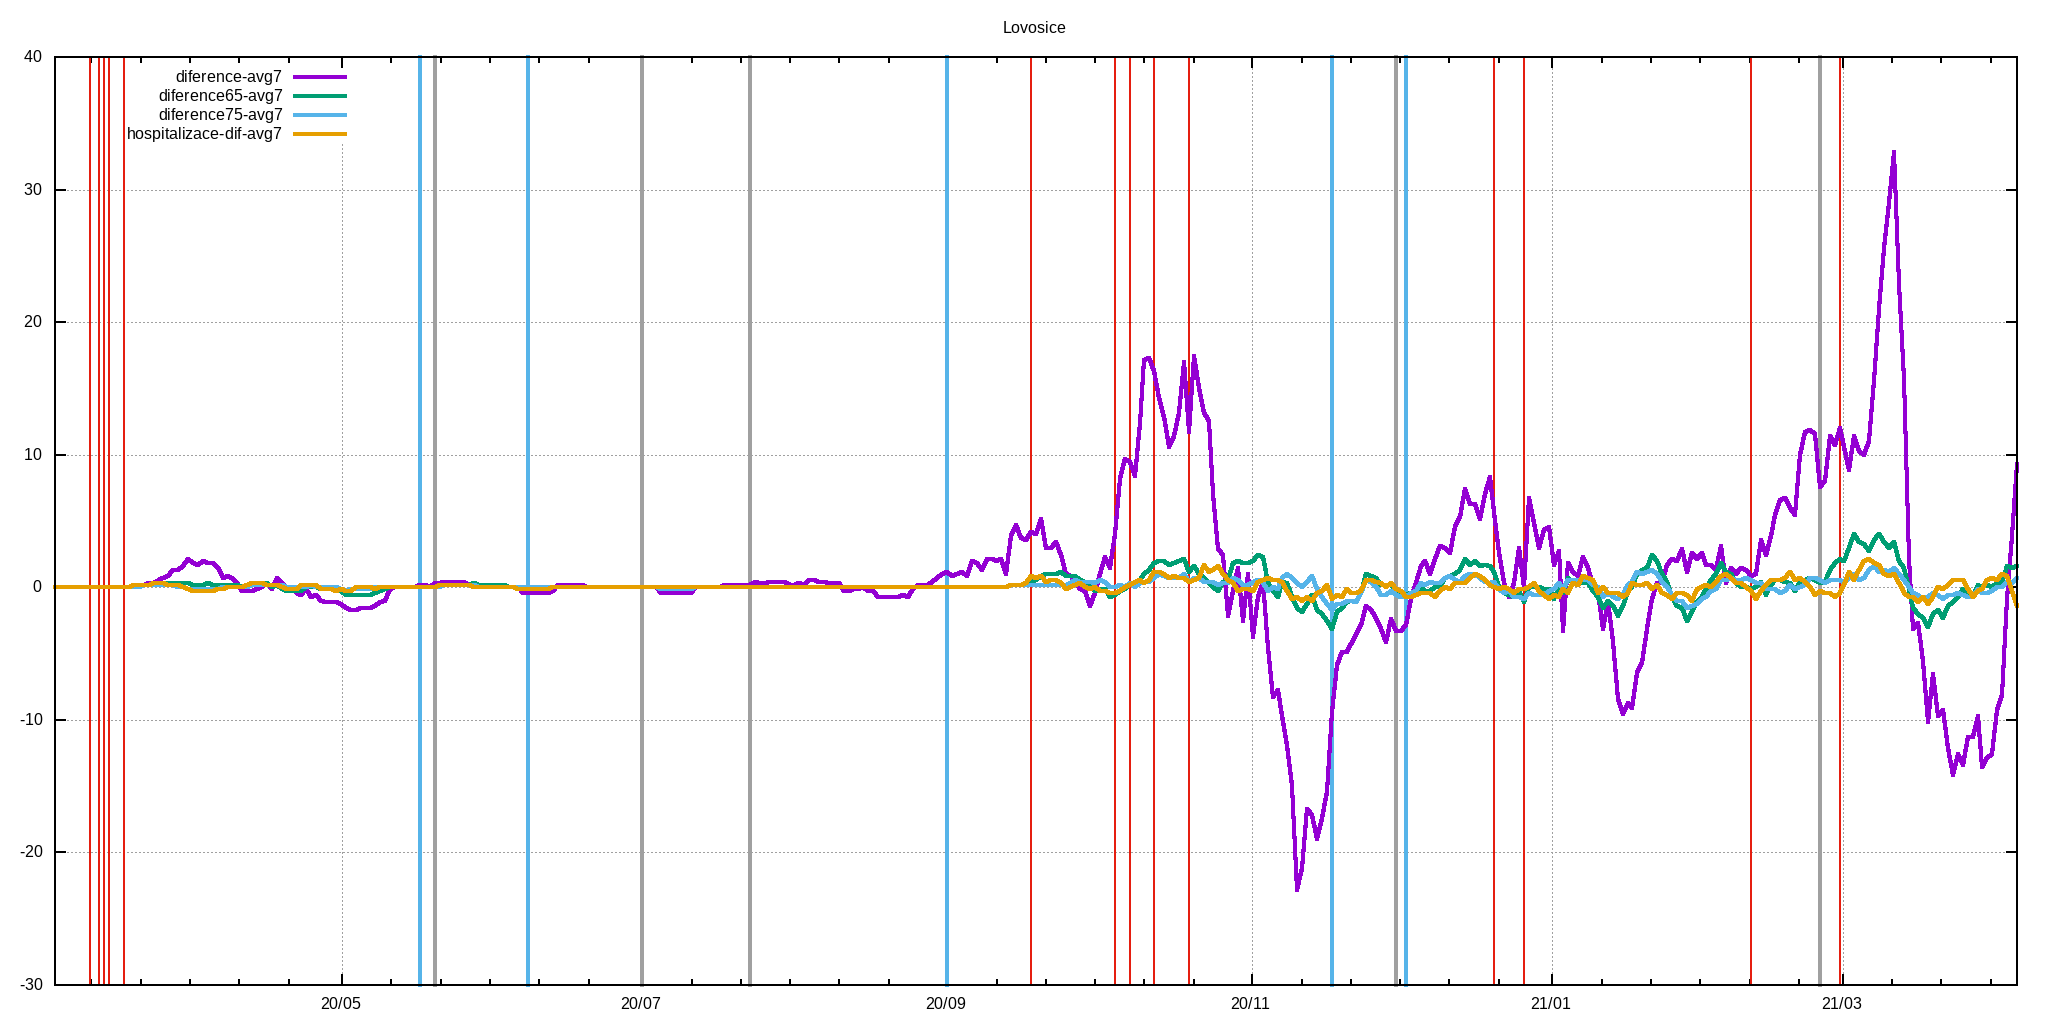 Lovosice
40
diference-avg7
diference65-avg7
diference75-avg7
hospitalizace-dif-avg7
30
20
10
0
-10
-20
-30
20/05 20/07 20/09 20/11 21/01 21/03